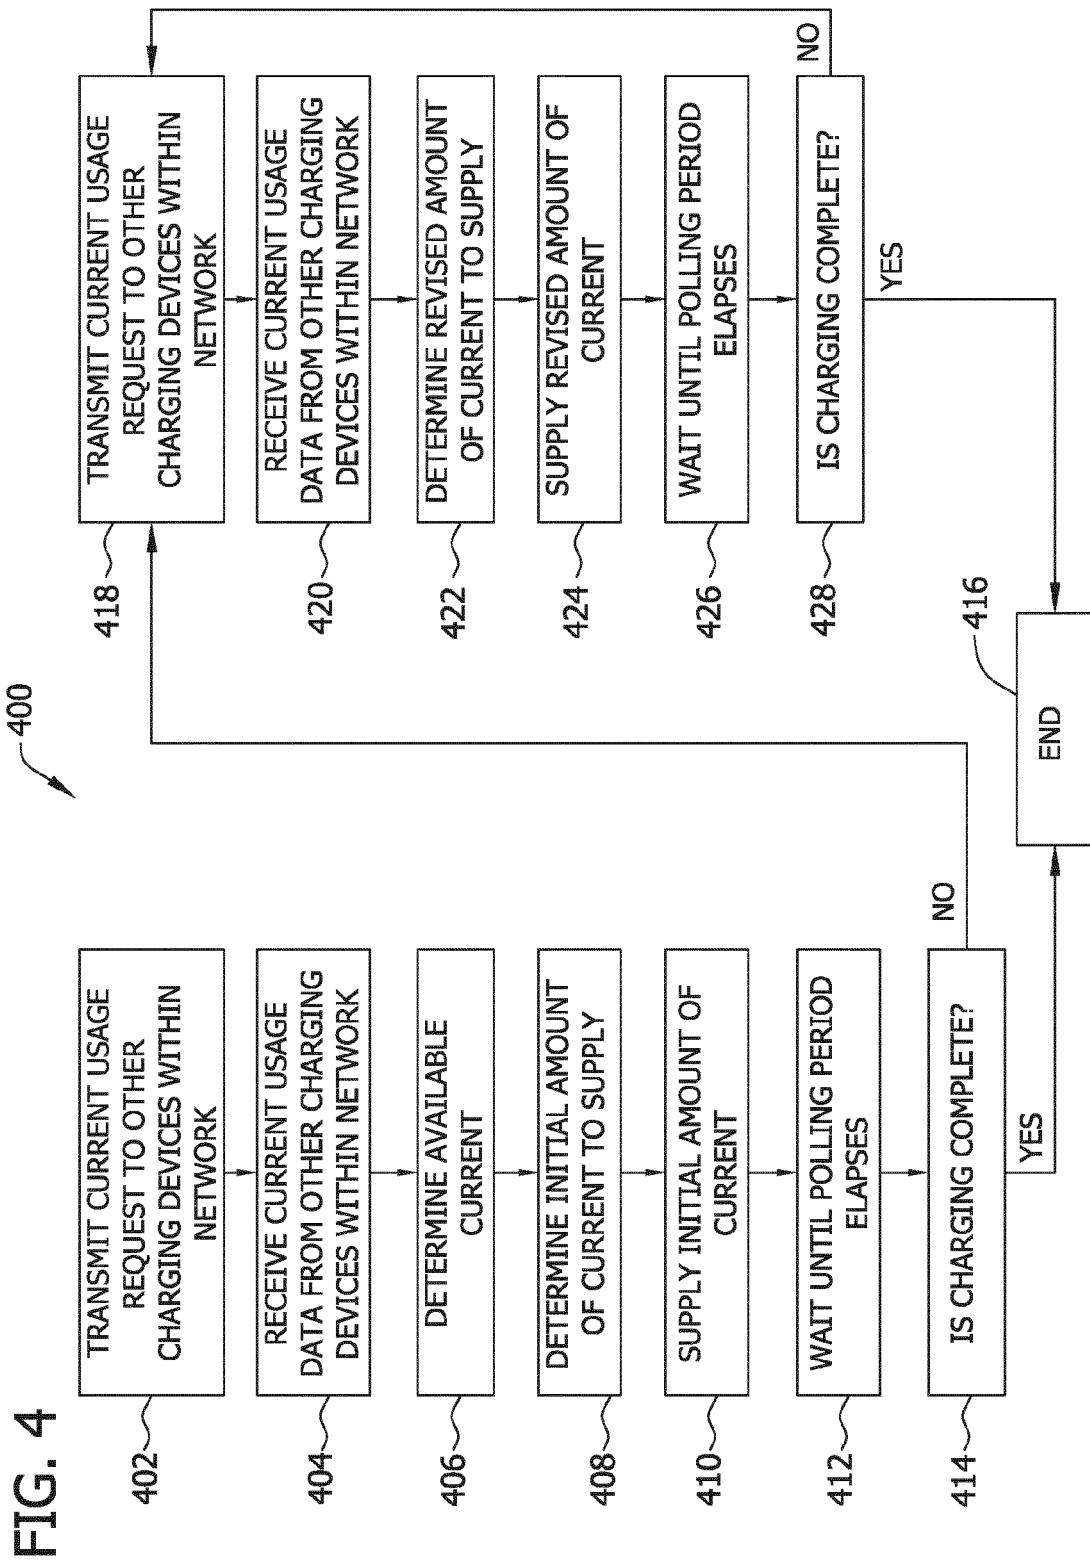 FIG. 4
400
402
TRANSMIT CURRENT USAGE
REQUEST TO OTHER
CHARGING DEVICES WITHIN
NETWORK
404
RECEIVE CURRENT USAGE
DATA FROM OTHER CHARGING
DEVICES WITHIN NETWORK
406
DETERMINE AVAILABLE
CURRENT
408
DETERMINE INITIAL AMOUNT
OF CURRENT TO SUPPLY
410
SUPPLY INITIAL AMOUNT OF
CURRENT
412
WAIT UNTIL POLLING PERIOD
ELAPSES
414
IS CHARGING COMPLETE?
NO
YES
418
TRANSMIT CURRENT USAGE
REQUEST TO OTHER
CHARGING DEVICES WITHIN
NETWORK
420
RECEIVE CURRENT USAGE
DATA FROM OTHER CHARGING
DEVICES WITHIN NETWORK
422
DETERMINE REVISED AMOUNT
OF CURRENT TO SUPPLY
424
SUPPLY REVISED AMOUNT OF
CURRENT
426
WAIT UNTIL POLLING PERIOD
ELAPSES
428
IS CHARGING COMPLETE?
NO
YES
416
END